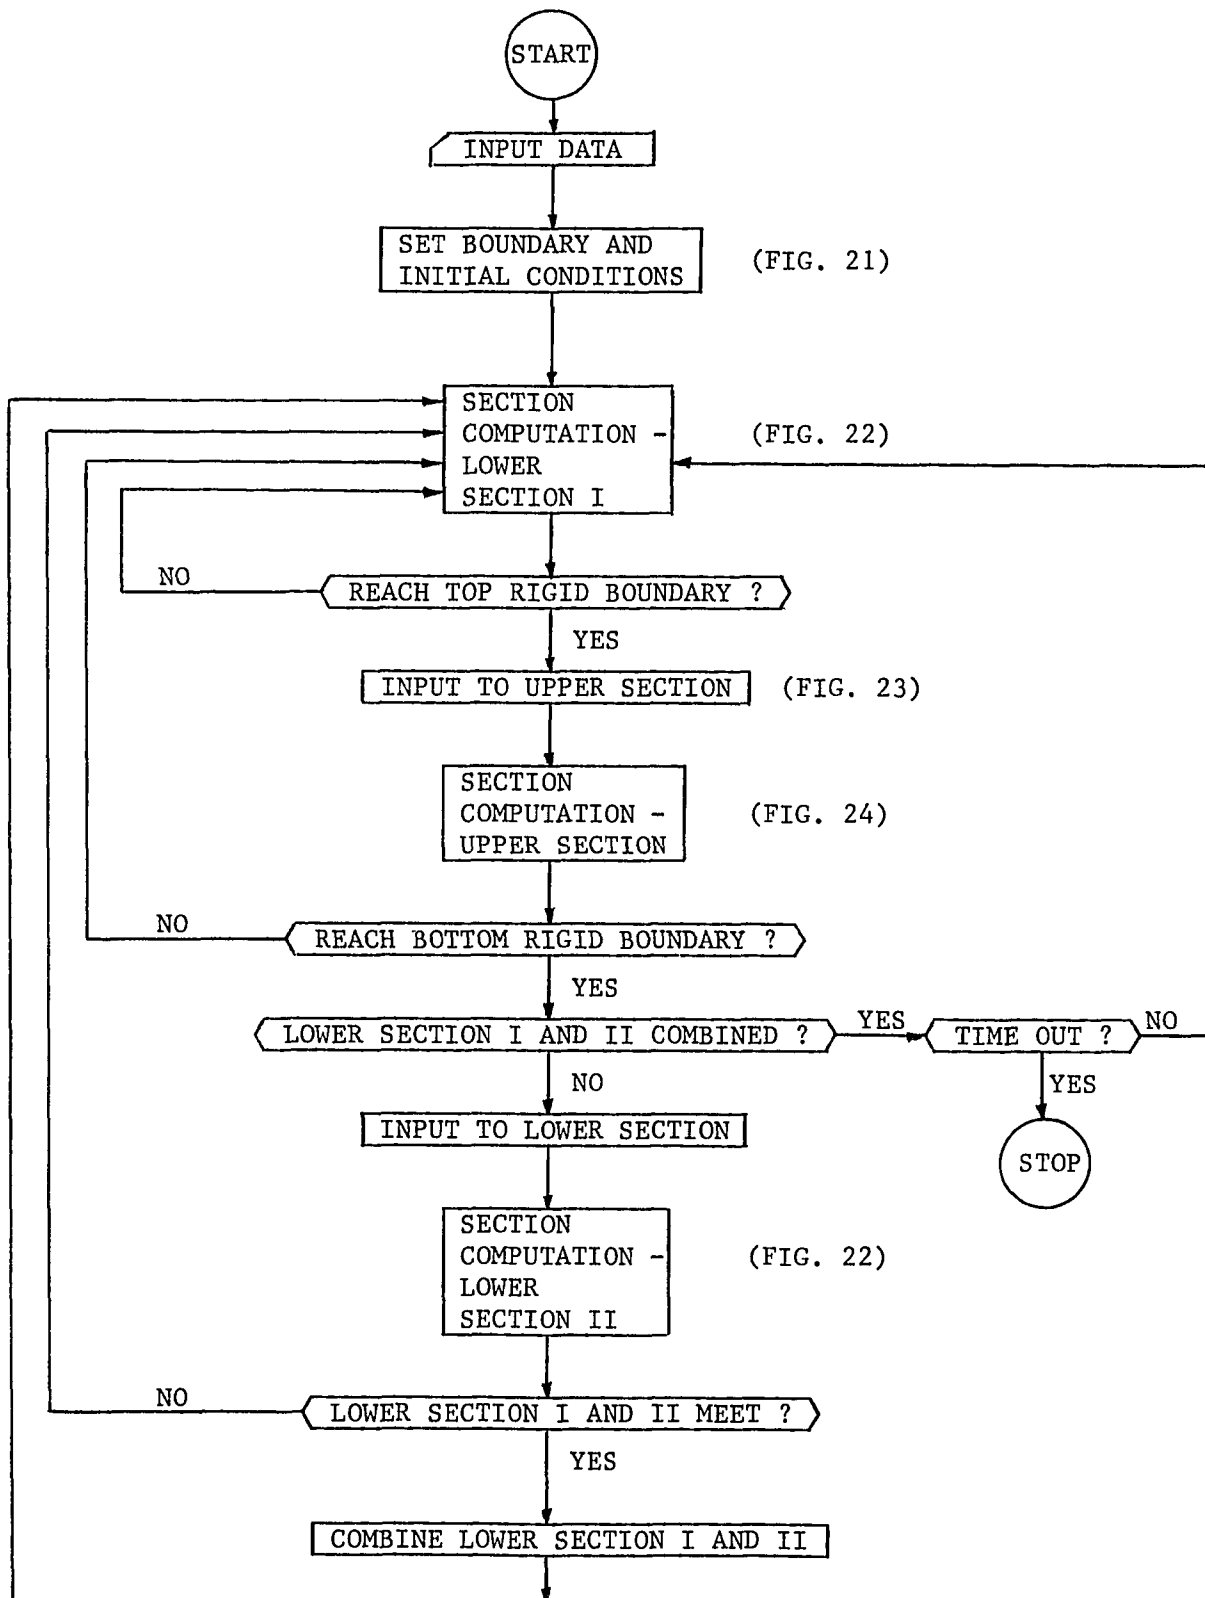 START
INPUT DATA
SET BOUNDARY AND
INITIAL CONDITIONS
(FIG. 21)
SECTION
COMPUTATION -
LOWER
SECTION I
(FIG. 22)
NO
REACH TOP RIGID BOUNDARY ?
YES
INPUT TO UPPER SECTION
(FIG. 23)
SECTION
COMPUTATION -
UPPER SECTION
(FIG. 24)
NO
REACH BOTTOM RIGID BOUNDARY ?
YES
LOWER SECTION I AND II COMBINED ?
YES
TIME OUT ?
NO
NO
YES
INPUT TO LOWER SECTION
STOP
SECTION
COMPUTATION -
LOWER
SECTION II
(FIG. 22)
NO
LOWER SECTION I AND II MEET ?
YES
COMBINE LOWER SECTION I AND II